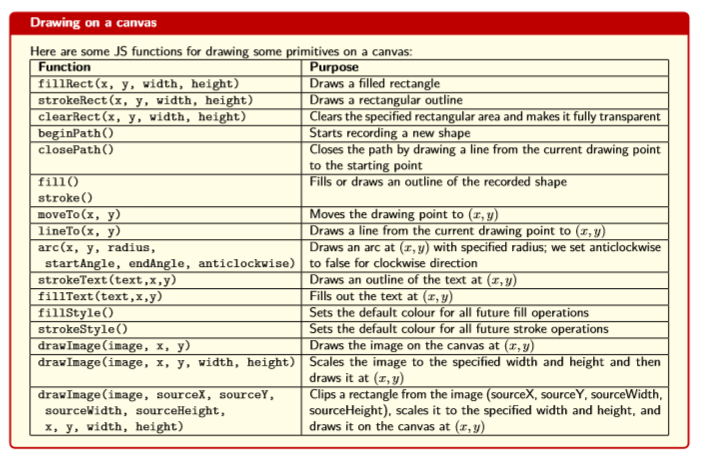 Drawing on a canvas
Here are some JS functions for drawing some primitives on a canvas:
Function Purpose
fillRect(x, y, width, height) Draws a filled rectangle
strokeRect(x, y, width, height) Draws a rectangular outline
clearRect(x, y, width, height) Clears the specified rectangular area and makes it fully transparent
beginPath() Starts recording a new shape
closePath() Closes the path by drawing a line from the current drawing point
to the starting point
fill() Fills or draws an outline of the recorded shape
stroke()
moveTo(x, y) Moves the drawing point to (x, y)
lineTo(x, y) Draws a line from the current drawing point to (x, y)
arc(x, y, radius, Draws an arc at (x, y) with specified radius; we set anticlockwise
startAngle, endAngle, anticlockwise) to false for clockwise direction
strokeText(text,x,y) Draws an outline of the text at (x, y)
fillText(text,x,y) Fills out the text at (x, y)
fillStyle() Sets the default colour for all future fill operations
strokeStyle() Sets the default colour for all future stroke operations
drawImage(image, x, y) Draws the image on the canvas at (x, y)
drawImage(image, x, y, width, height) Scales the image to the specified width and height and then
draws it at (x, y)
drawImage(image, sourceX, sourceY, Clips a rectangle from the image (sourceX, sourceY, sourceWidth,
sourceWidth, sourceHeight, sourceHeight), scales it to the specified width and height, and
x, y, width, height) draws it on the canvas at (x, y)